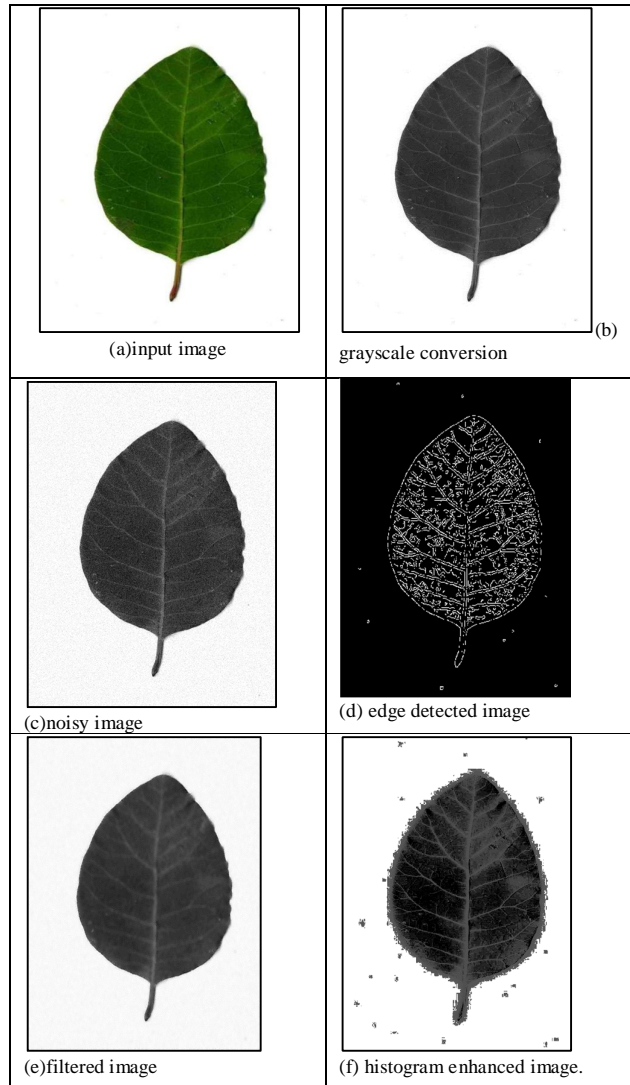 (a)input image
(b)
grayscale conversion
(c)noisy image
(d) edge detected image
(e)filtered image
(f) histogram enhanced image.